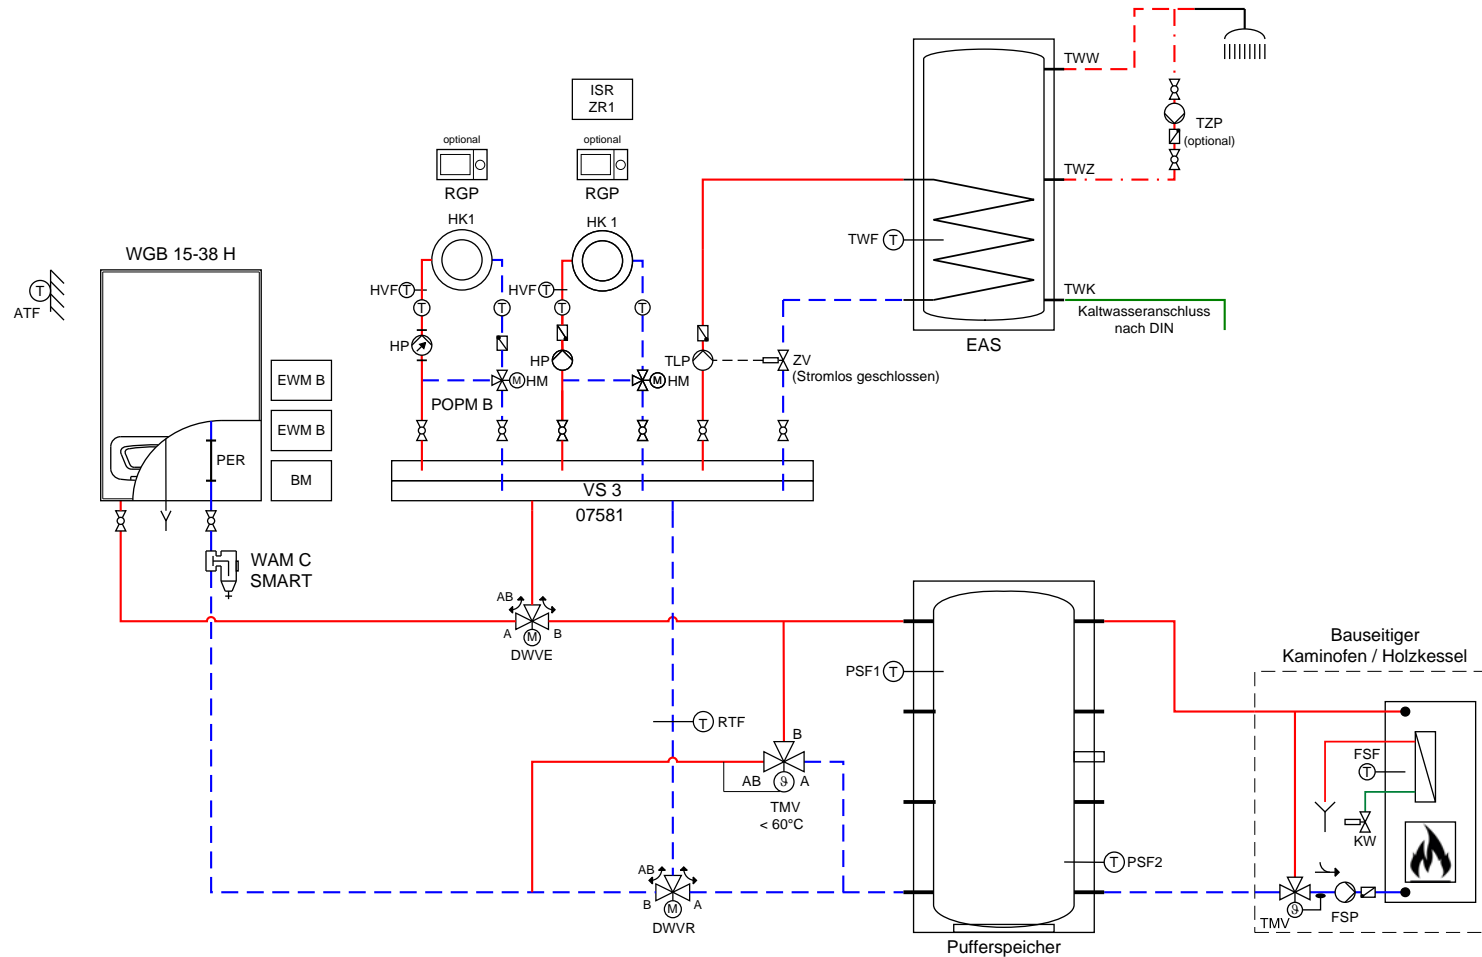 ISR
ZR1
optional
optional
RGP
RGP
HK1
HK 1
WGB 15-38 H
T
ATF
HVF T
HVF T
T
T
T
T
HP
HP
TLP
ZV
(Stromlos geschlossen)
M HM
M HM
POPM B
EWM B
EWM B
BM
PER
VS 3
07581
WAM C
SMART
TWW
TZP
(optional)
TWZ
TWF T
TWK
Kaltwasseranschluss
nach DIN
EAS
AB
A
B
M
DWVE
PSF1 T
T RTF
B
AB
A
ϑ
TMV
< 60°C
AB
B
A
M
DWVR
T PSF2
Pufferspeicher
Bauseitiger
Kaminofen / Holzkessel
FSF
T
KW
TMV
ϑ
FSP